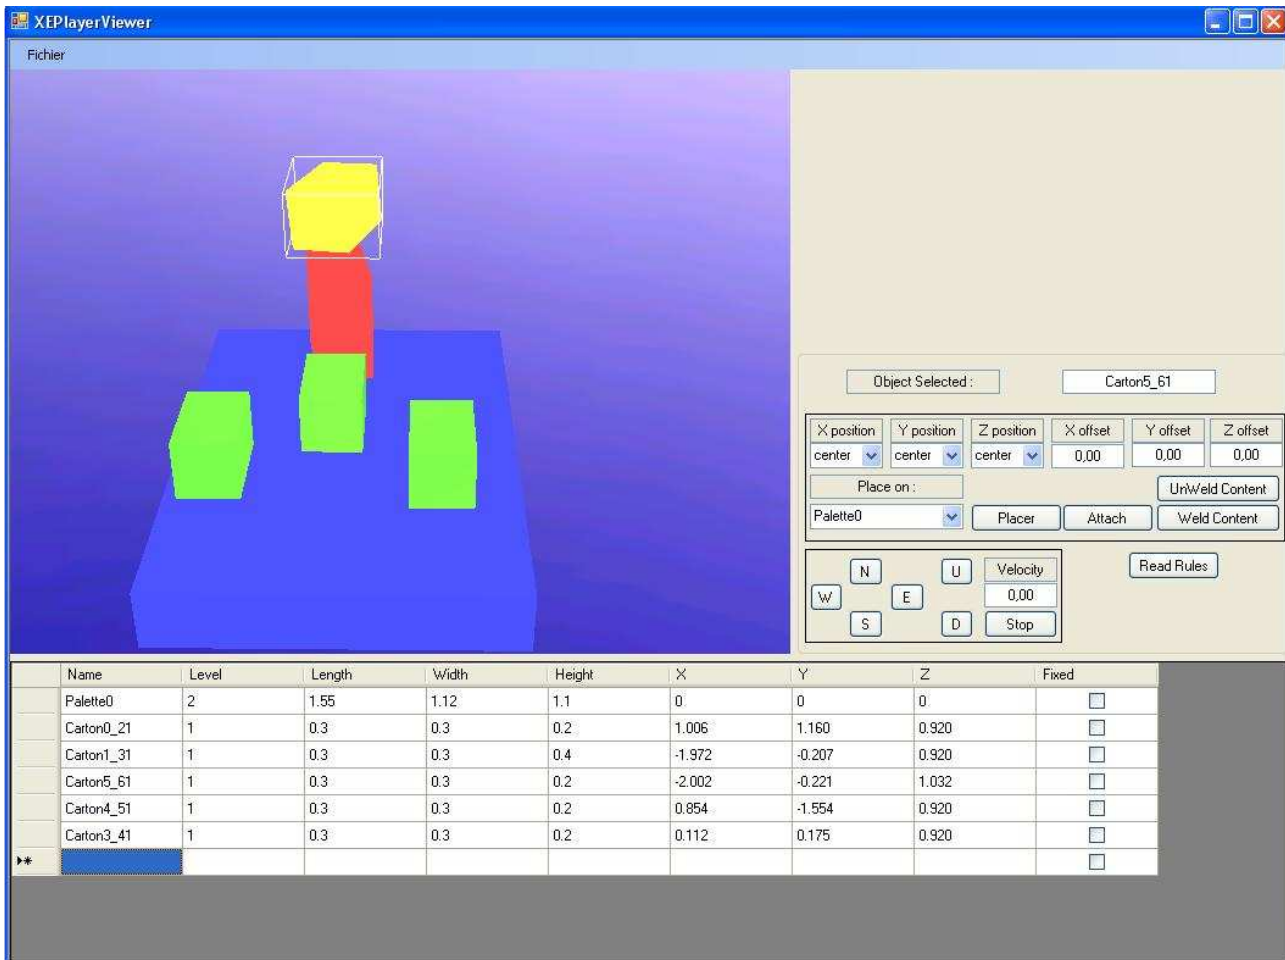 XEPlayerViewer
Fichier
Object Selected :
Carton5_61
X position Y position Z position X offset Y offset Z offset
center center center 0,00 0,00 0,00
Place on :
UnWeld Content
Palette0 Placer Attach Weld Content
N U Velocity Read Rules
W E 0,00
S D Stop
Name Level Length Width Height X Y Z Fixed
Palette0 2 1.55 1.12 1.1 0 0 0
Carton0_21 1 0.3 0.3 0.2 1.006 1.160 0.920
Carton1_31 1 0.3 0.3 0.4 -1.972 -0.207 0.920
Carton5_61 1 0.3 0.3 0.2 -2.002 -0.221 1.032
Carton4_51 1 0.3 0.3 0.2 0.854 -1.554 0.920
Carton3_41 1 0.3 0.3 0.2 0.112 0.175 0.920